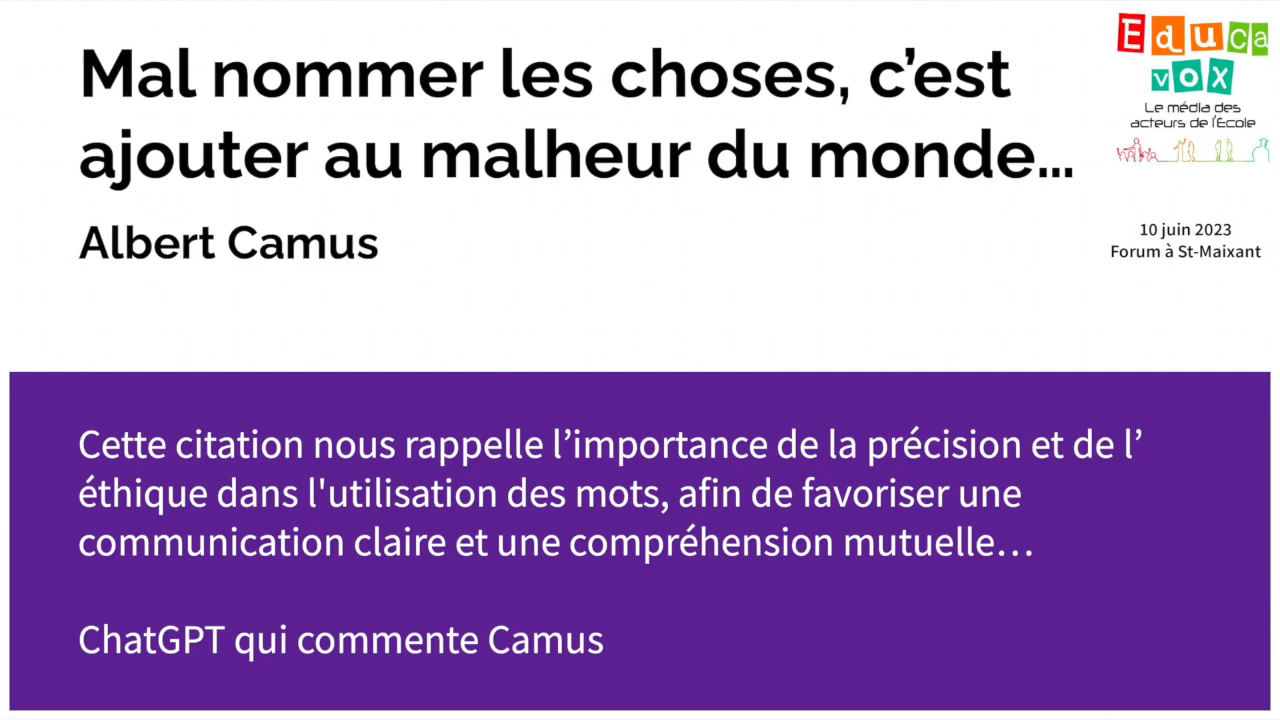 Mal nommer les choses, c’est
ajouter au malheur du monde…
Albert Camus
Educa
vox
Le média des
acteurs de l'Ecole
10 juin 2023
Forum à St-Maixant
Cette citation nous rappelle l’importance de la précision et de l’
éthique dans l'utilisation des mots, afin de favoriser une
communication claire et une compréhension mutuelle…
ChatGPT qui commente Camus